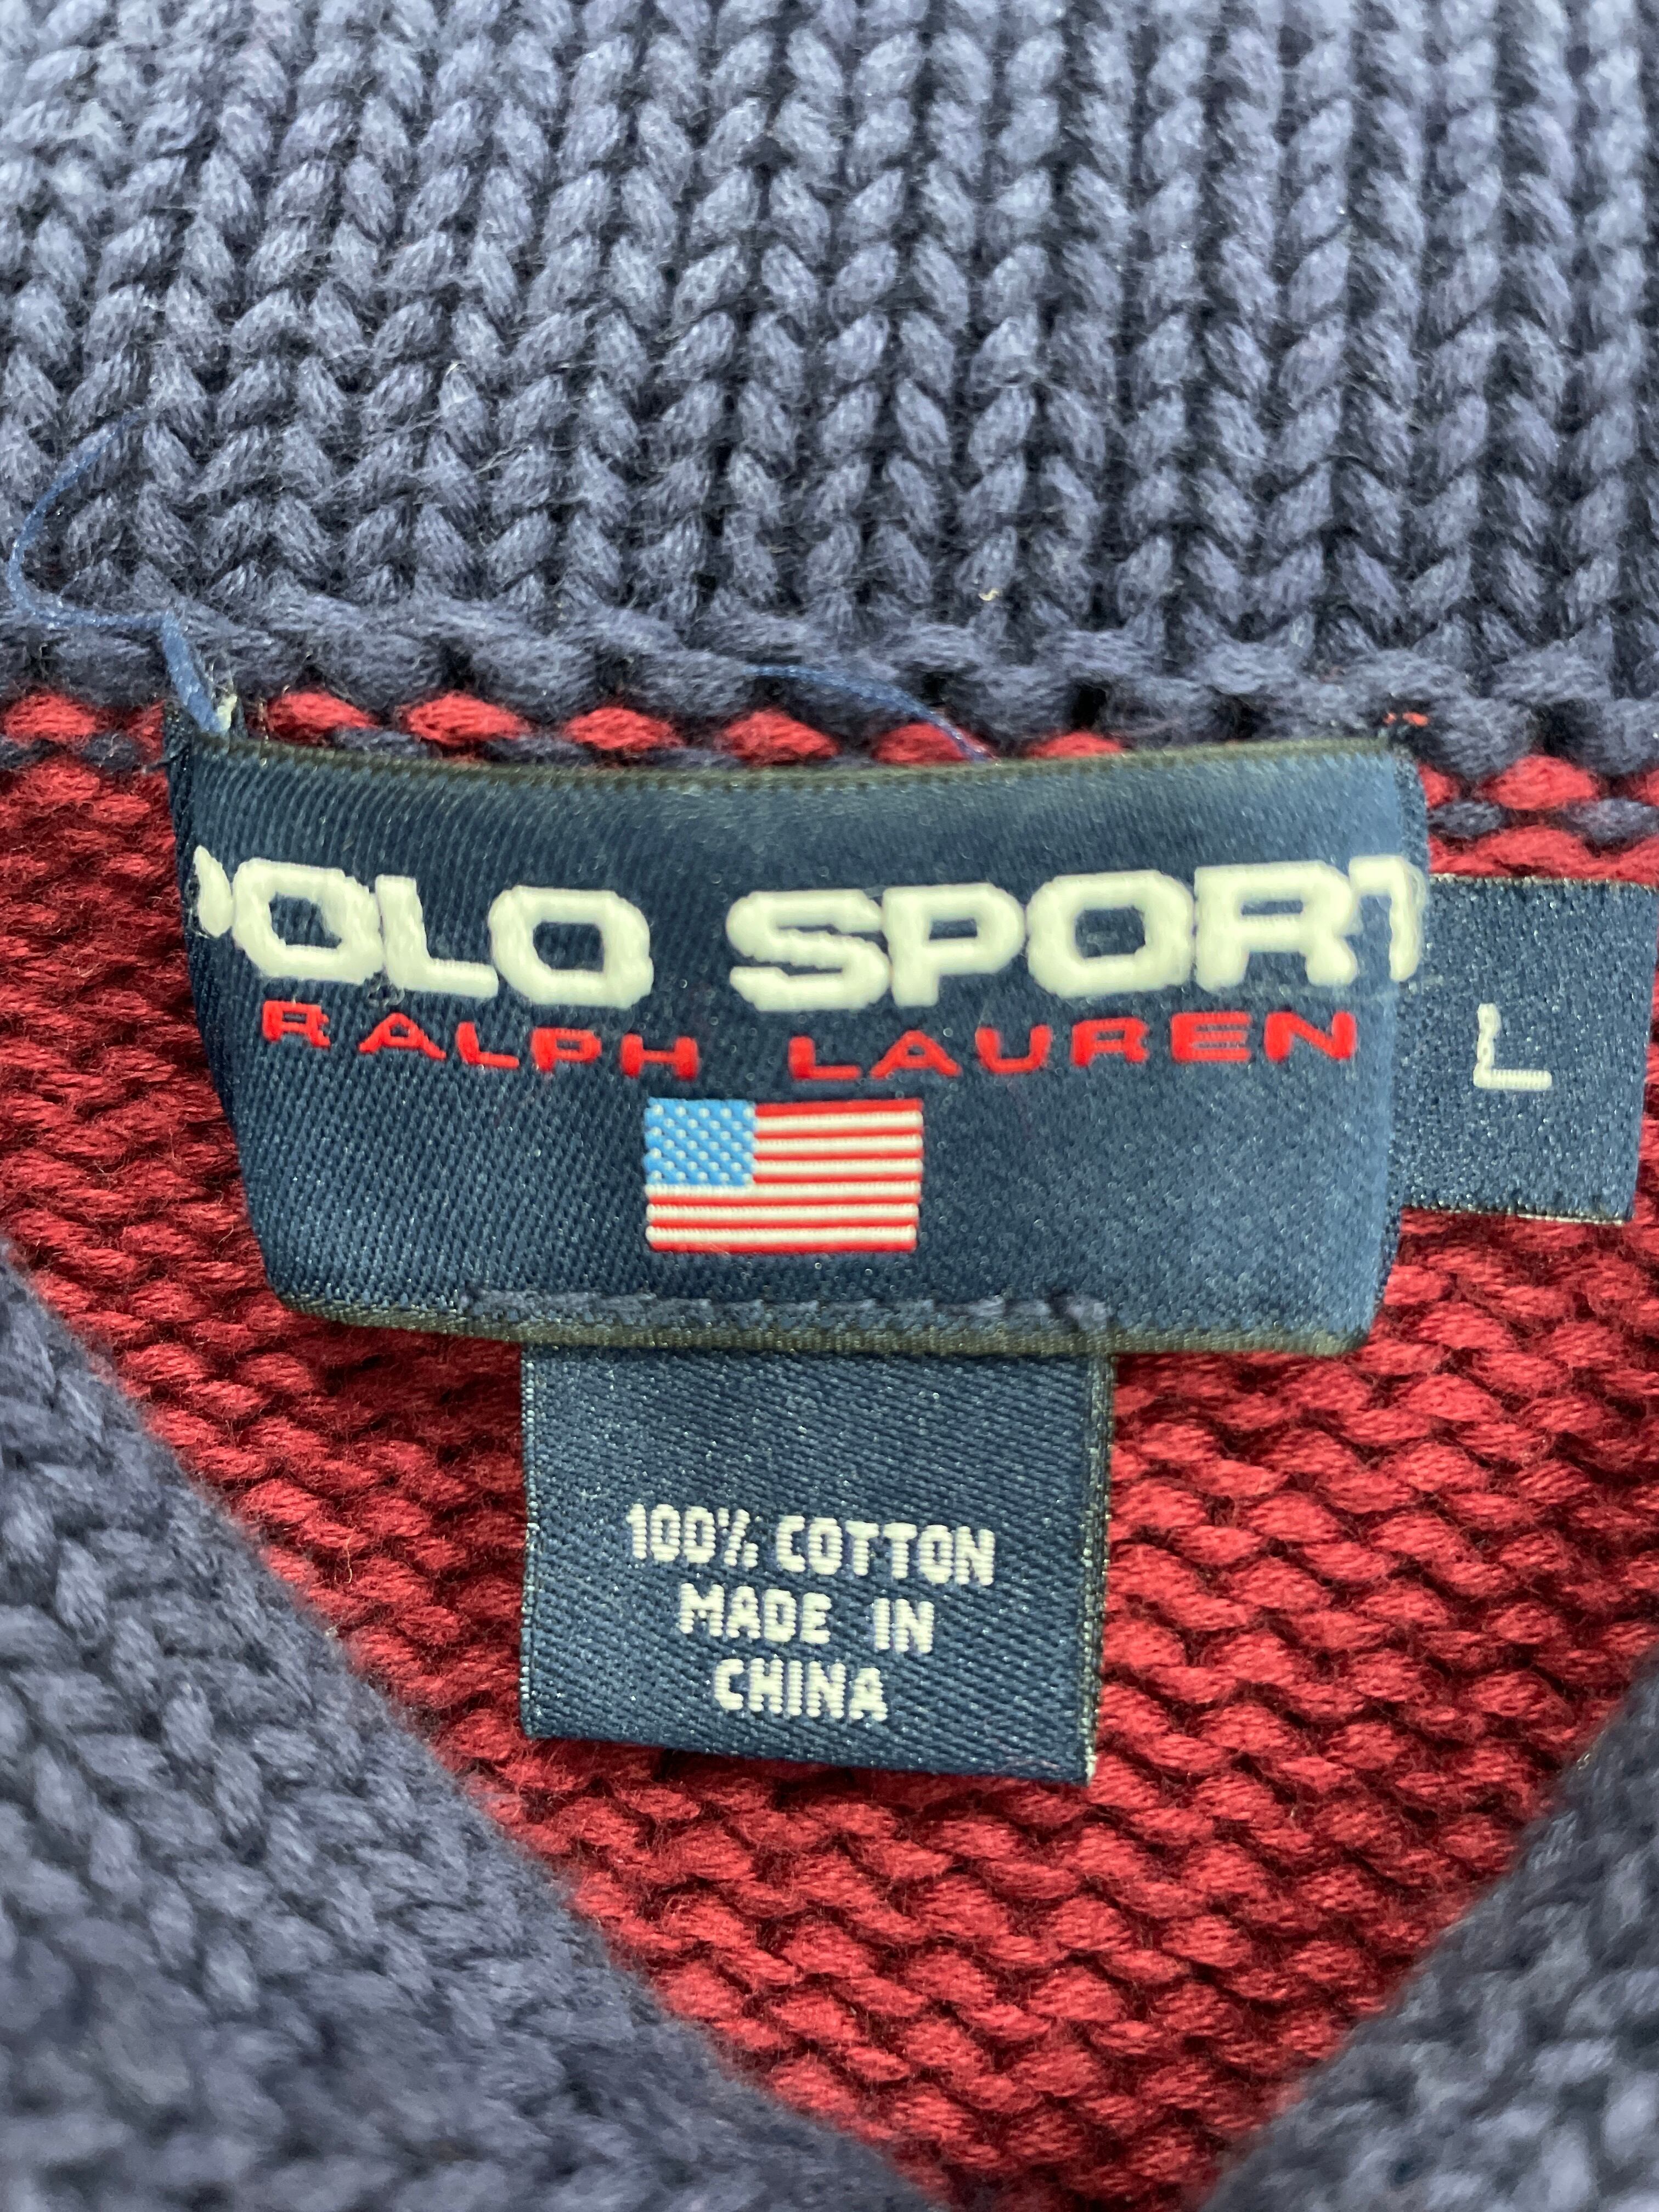 POLO SPORT
RALPH LAUREN
L
100% COTTON
MADE IN
CHINA